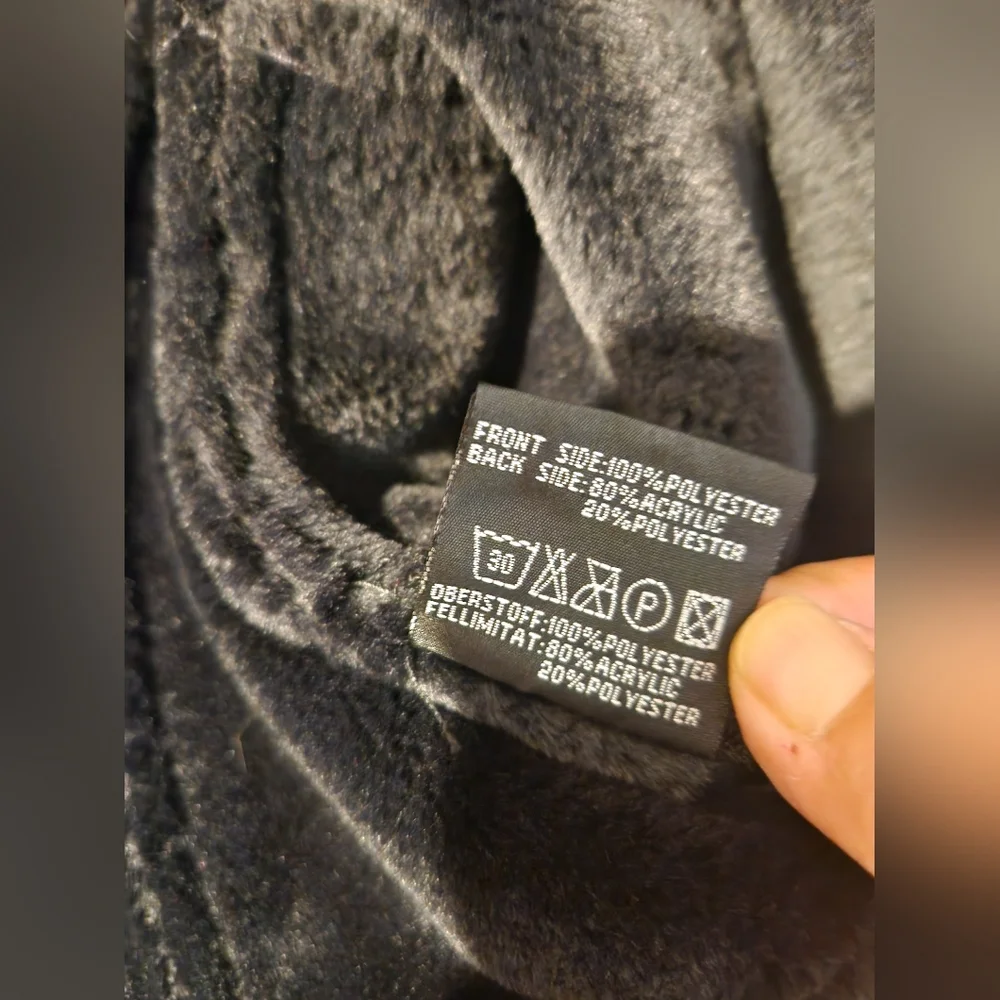 FRONT SIDE:100%POLYESTER
BACK SIDE:80%ACRYLIC
20%POLYESTER
30 P
OBERSTOFF:100%POLYESTER
FELLIMITAT:80%ACRYLIC
20%POLYESTER